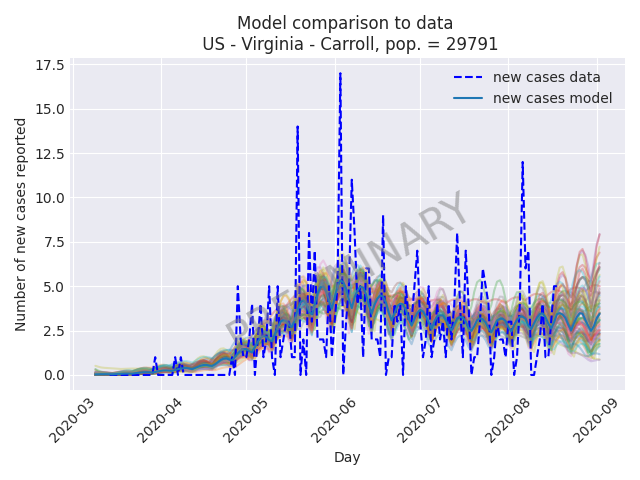 Model comparison to data
US - Virginia - Carroll, pop. = 29791
17.5
15.0
12.5
10.0
7.5
5.0
2.5
0.0
Number of new cases reported
new cases data
new cases model
PRELIMINARY
2020-03
2020-04
2020-05
2020-06
2020-07
2020-08
2020-09
Day